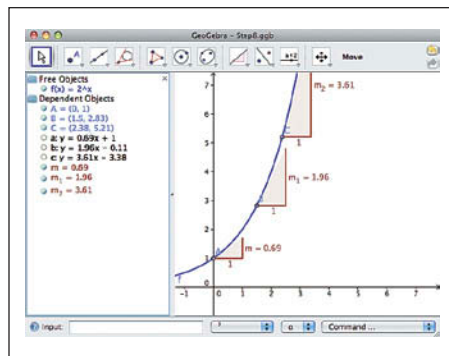 GeoGebra – Step8.ggb
A
a=2
Move
Free Objects
f(x) = 2^x
Dependent Objects
A = (0, 1)
B = (1.5, 2.83)
C = (2.38, 5.21)
a: y = 0.69x + 1
b: y = 1.96x - 0.11
c: y = 3.61x - 3.38
m = 0.69
m1 = 1.96
m2 = 3.61
7
6
5
4
3
2
1
0
-1 0 1 2 3 4 5 6 7
m2 = 3.61
C
1
m1 = 1.96
B
1
m = 0.69
A
1
f
Input:
2
α
Command ...